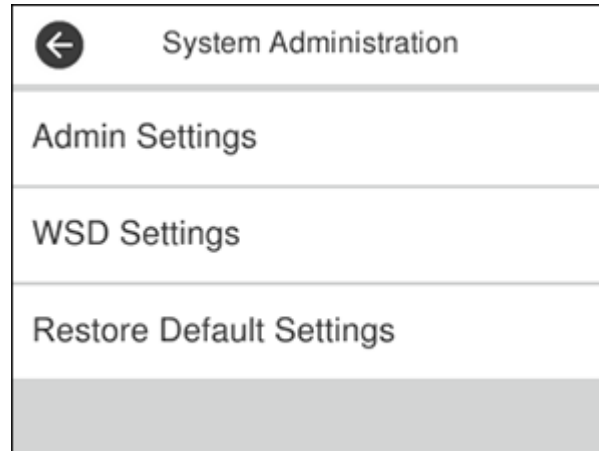 System Administration
Admin Settings
WSD Settings
Restore Default Settings